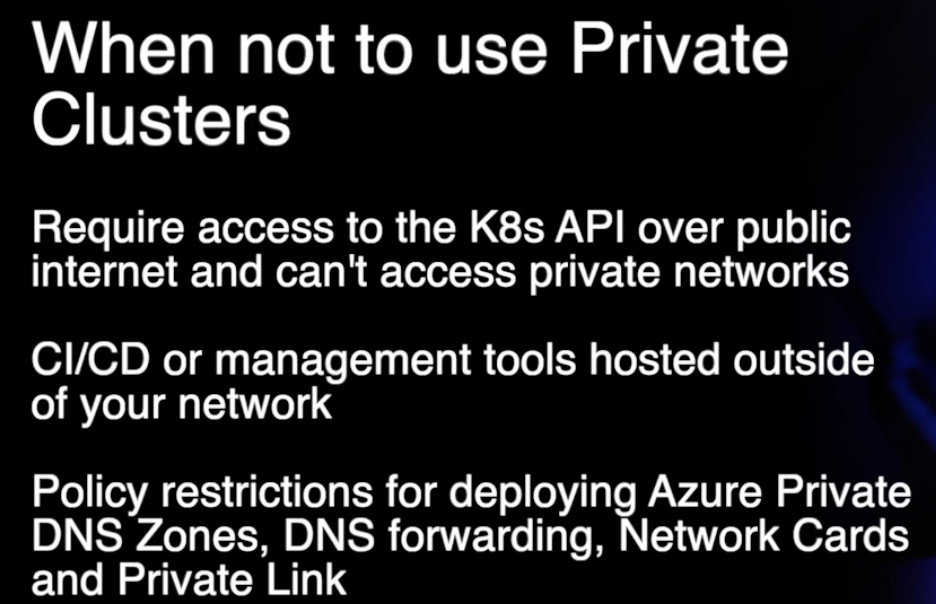 When not to use Private
Clusters
Require access to the K8s API over public
internet and can't access private networks
CI/CD or management tools hosted outside
of your network
Policy restrictions for deploying Azure Private
DNS Zones, DNS forwarding, Network Cards
and Private Link